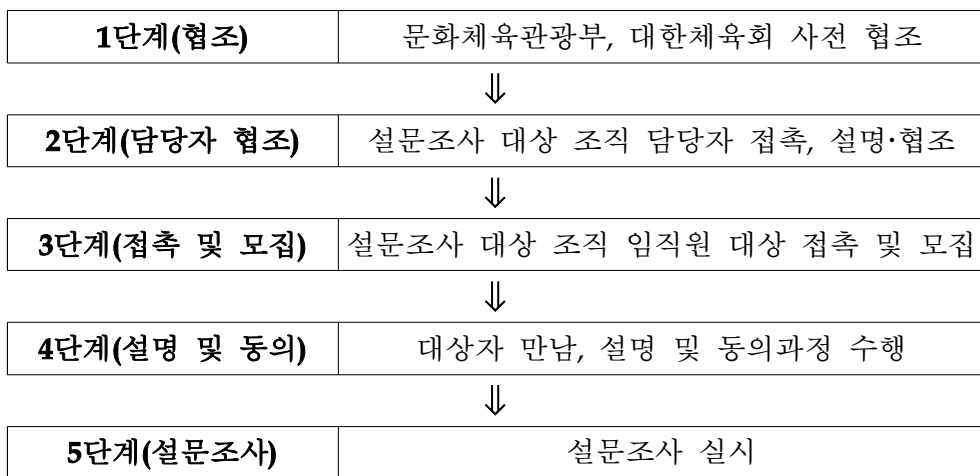 1단계(협조) 문화체육관광부, 대한체육회 사전 협조
⇓
2단계(담당자 협조) 설문조사 대상 조직 담당자 접촉, 설명·협조
⇓
3단계(접촉 및 모집) 설문조사 대상 조직 임직원 대상 접촉 및 모집
⇓
4단계(설명 및 동의) 대상자 만남, 설명 및 동의과정 수행
⇓
5단계(설문조사) 설문조사 실시